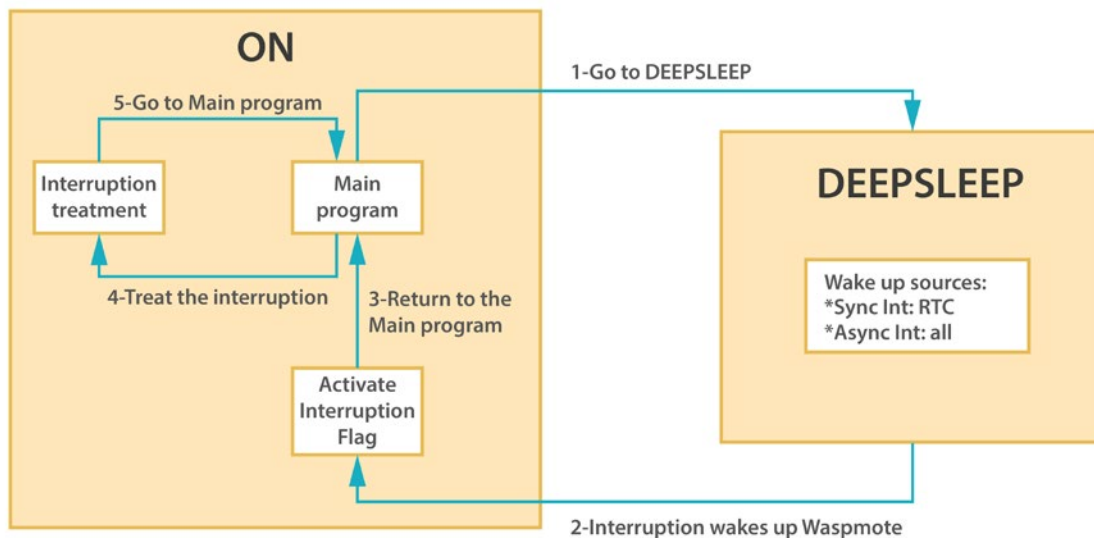 ON
1-Go to DEEPSLEEP
5-Go to Main program
Interruption
treatment
Main
program
DEEPSLEEP
4-Treat the interruption
3-Return to the
Main program
Wake up sources:
*Sync Int: RTC
*Async Int: all
Activate
Interruption
Flag
2-Interruption wakes up Waspmote